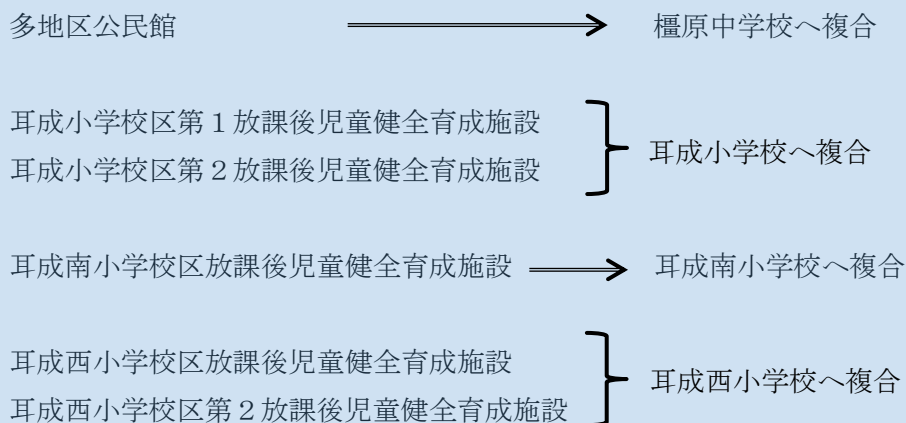 多地区公民館 橿原中学校へ複合
耳成小学校区第１放課後児童健全育成施設
耳成小学校区第２放課後児童健全育成施設
耳成小学校へ複合
耳成南小学校区放課後児童健全育成施設 耳成南小学校へ複合
耳成西小学校区放課後児童健全育成施設
耳成西小学校区第２放課後児童健全育成施設
耳成西小学校へ複合